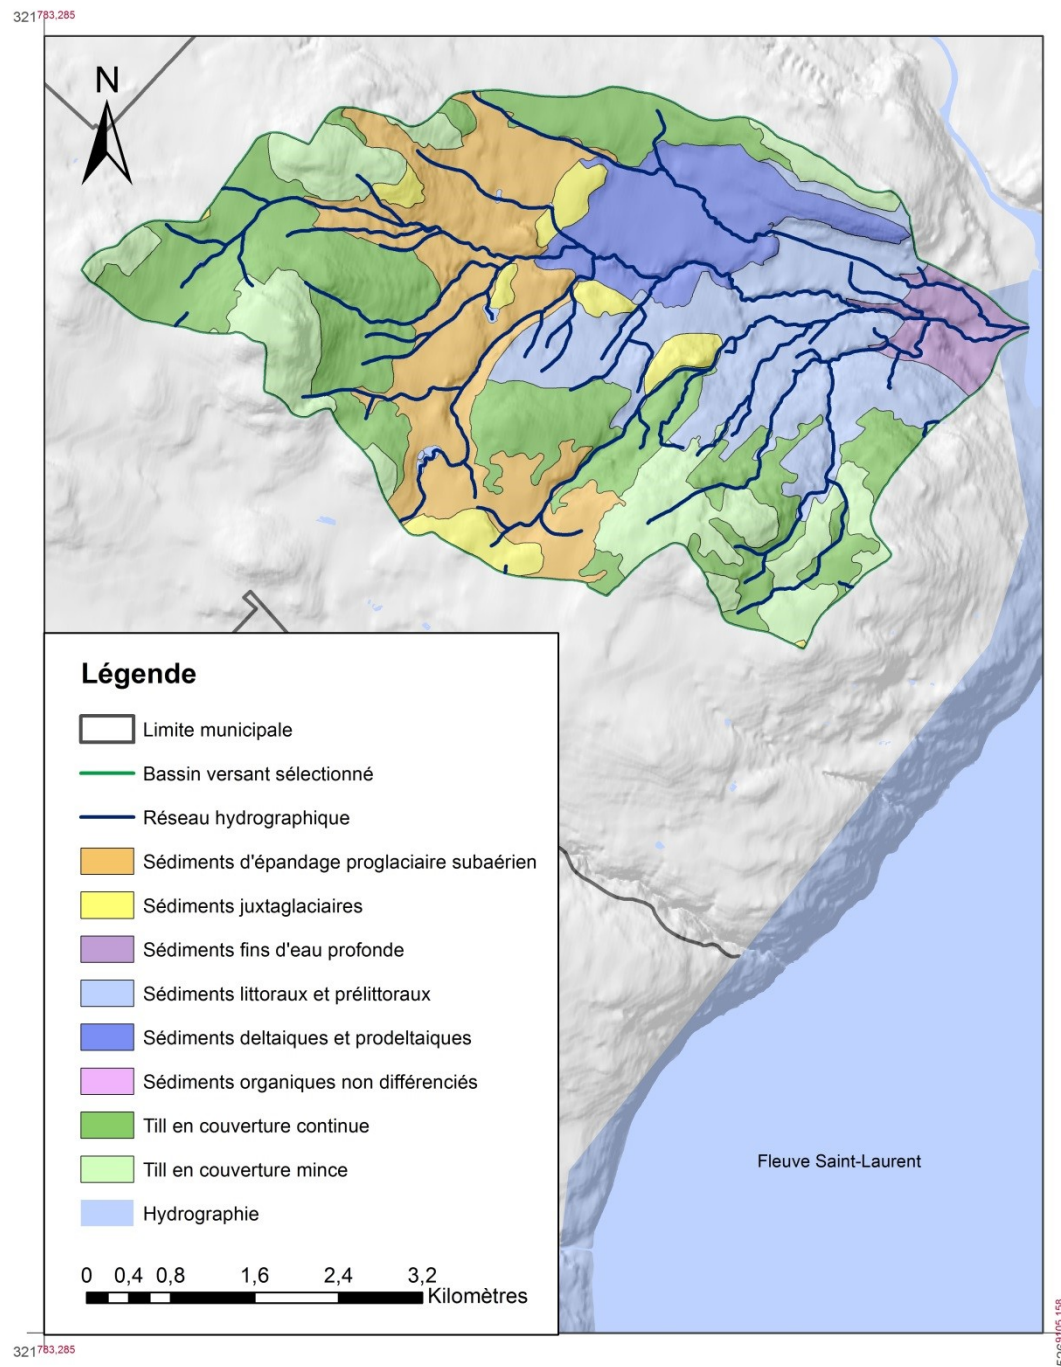 321783,285
N
Légende
Limite municipale
Bassin versant sélectionné
Réseau hydrographique
Sédiments d'épandage proglaciaire subaérien
Sédiments juxtaglaciaires
Sédiments fins d'eau profonde
Sédiments littoraux et prélittoraux
Sédiments deltaiques et prodeltaiques
Sédiments organiques non différenciés
Till en couverture continue
Till en couverture mince
Hydrographie
Fleuve Saint-Laurent
0 0,4 0,8 1,6 2,4 3,2
Kilomètres
321783,285